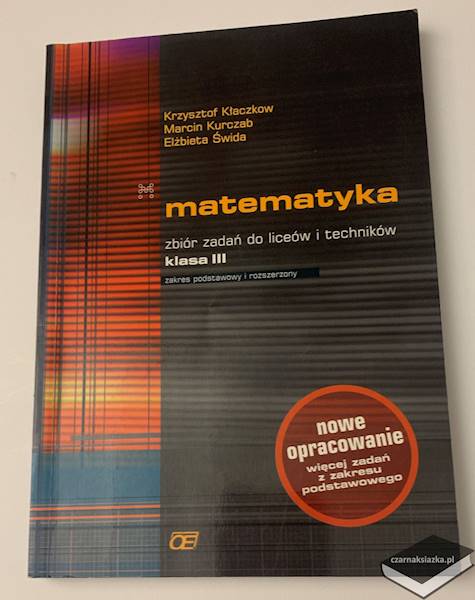 Krzysztof Kłaczkow
Marcin Kurczab
Elżbieta Świda
matematyka
zbiór zadań do liceów i techników
klasa III
zakres podstawowy i rozszerzony
nowe
opracowanie
więcej zadań
z zakresu
podstawowego
OE
czarnaksiazka.pl